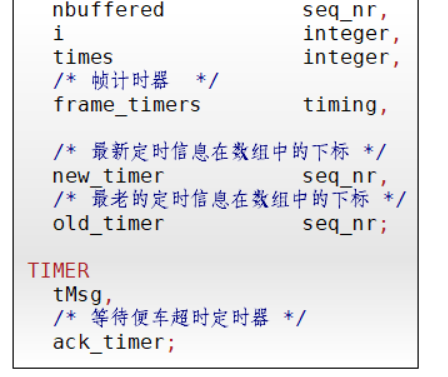 nbuffered seq_nr,
i integer,
times integer,
/* 帧计时器 */
frame_timers timing,
/* 最新定时信息在数组中的下标 */
new_timer seq_nr,
/* 最老的定时信息在数组中的下标 */
old_timer seq_nr;
TIMER
tMsg,
/* 等待便车超时定时器 */
ack_timer;